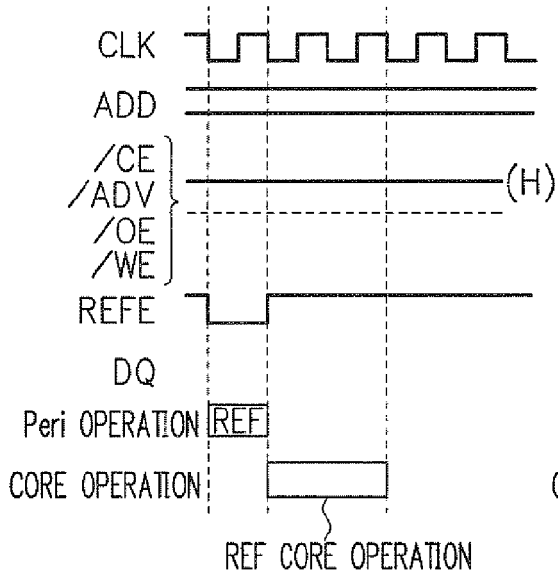 CLK
ADD
/CE
/ADV
/OE
/WE
(H)
REFE
DQ
Peri OPERATION REF
CORE OPERATION
REF CORE OPERATION